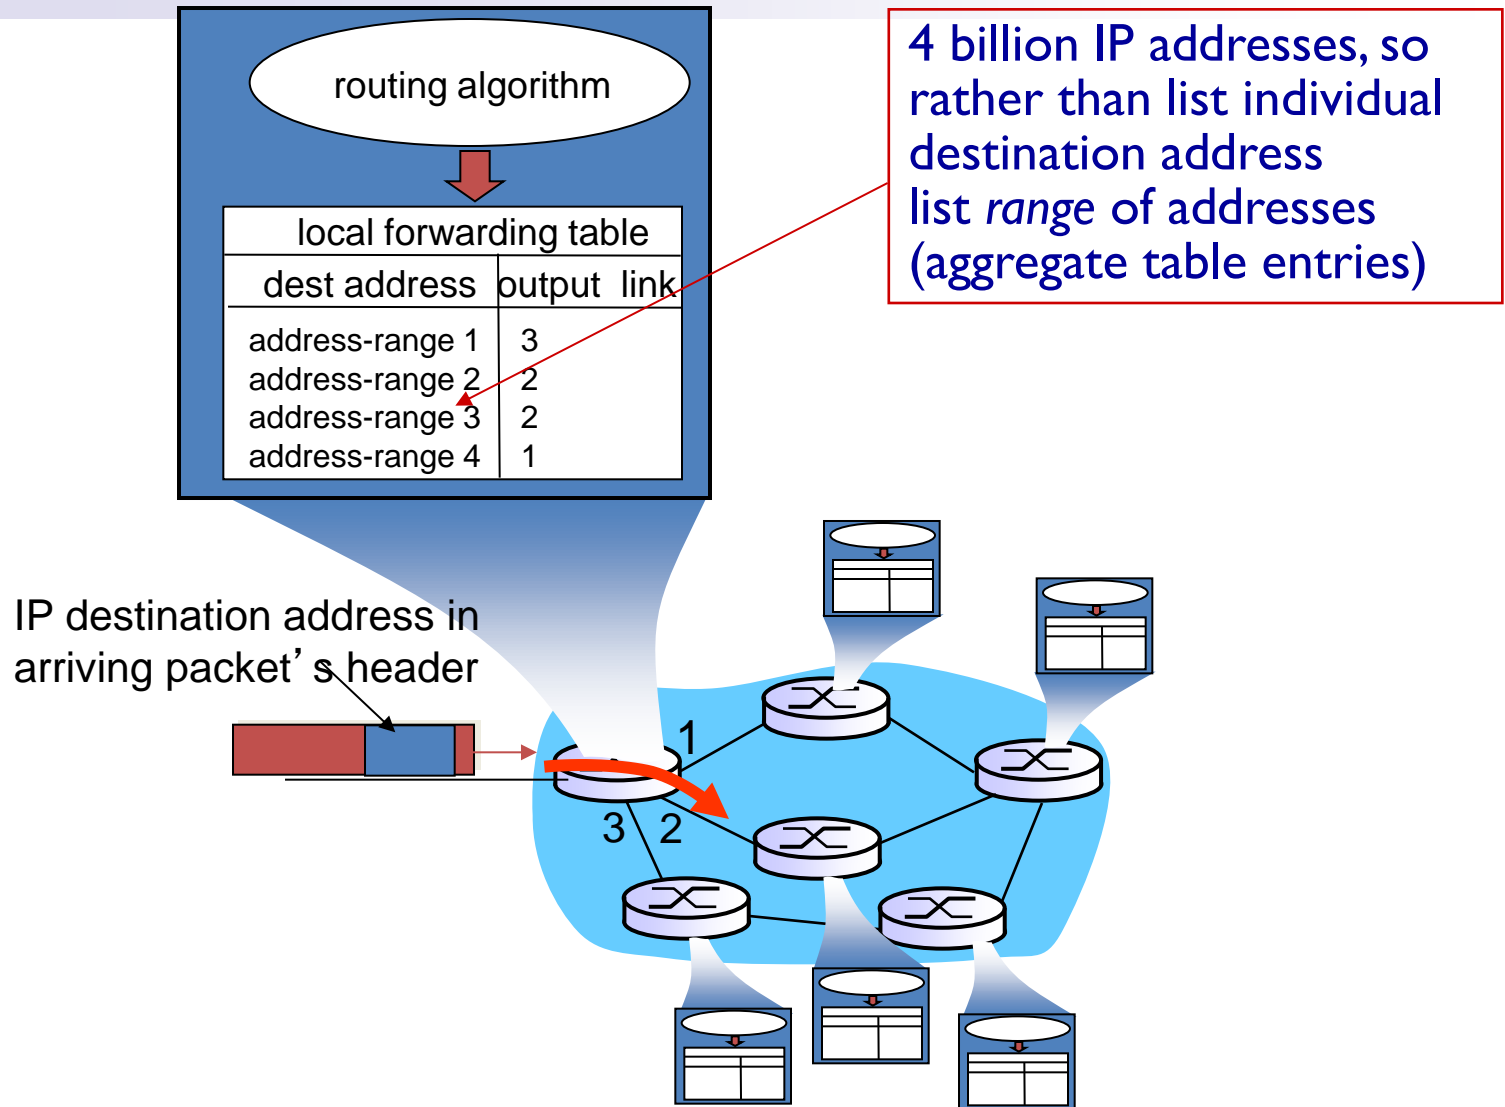 routing algorithm
local forwarding table
dest address output link
address-range 1 3
address-range 2 2
address-range 3 2
address-range 4 1
4 billion IP addresses, so
rather than list individual
destination address
list range of addresses
(aggregate table entries)
IP destination address in
arriving packet’s header
1
3 2